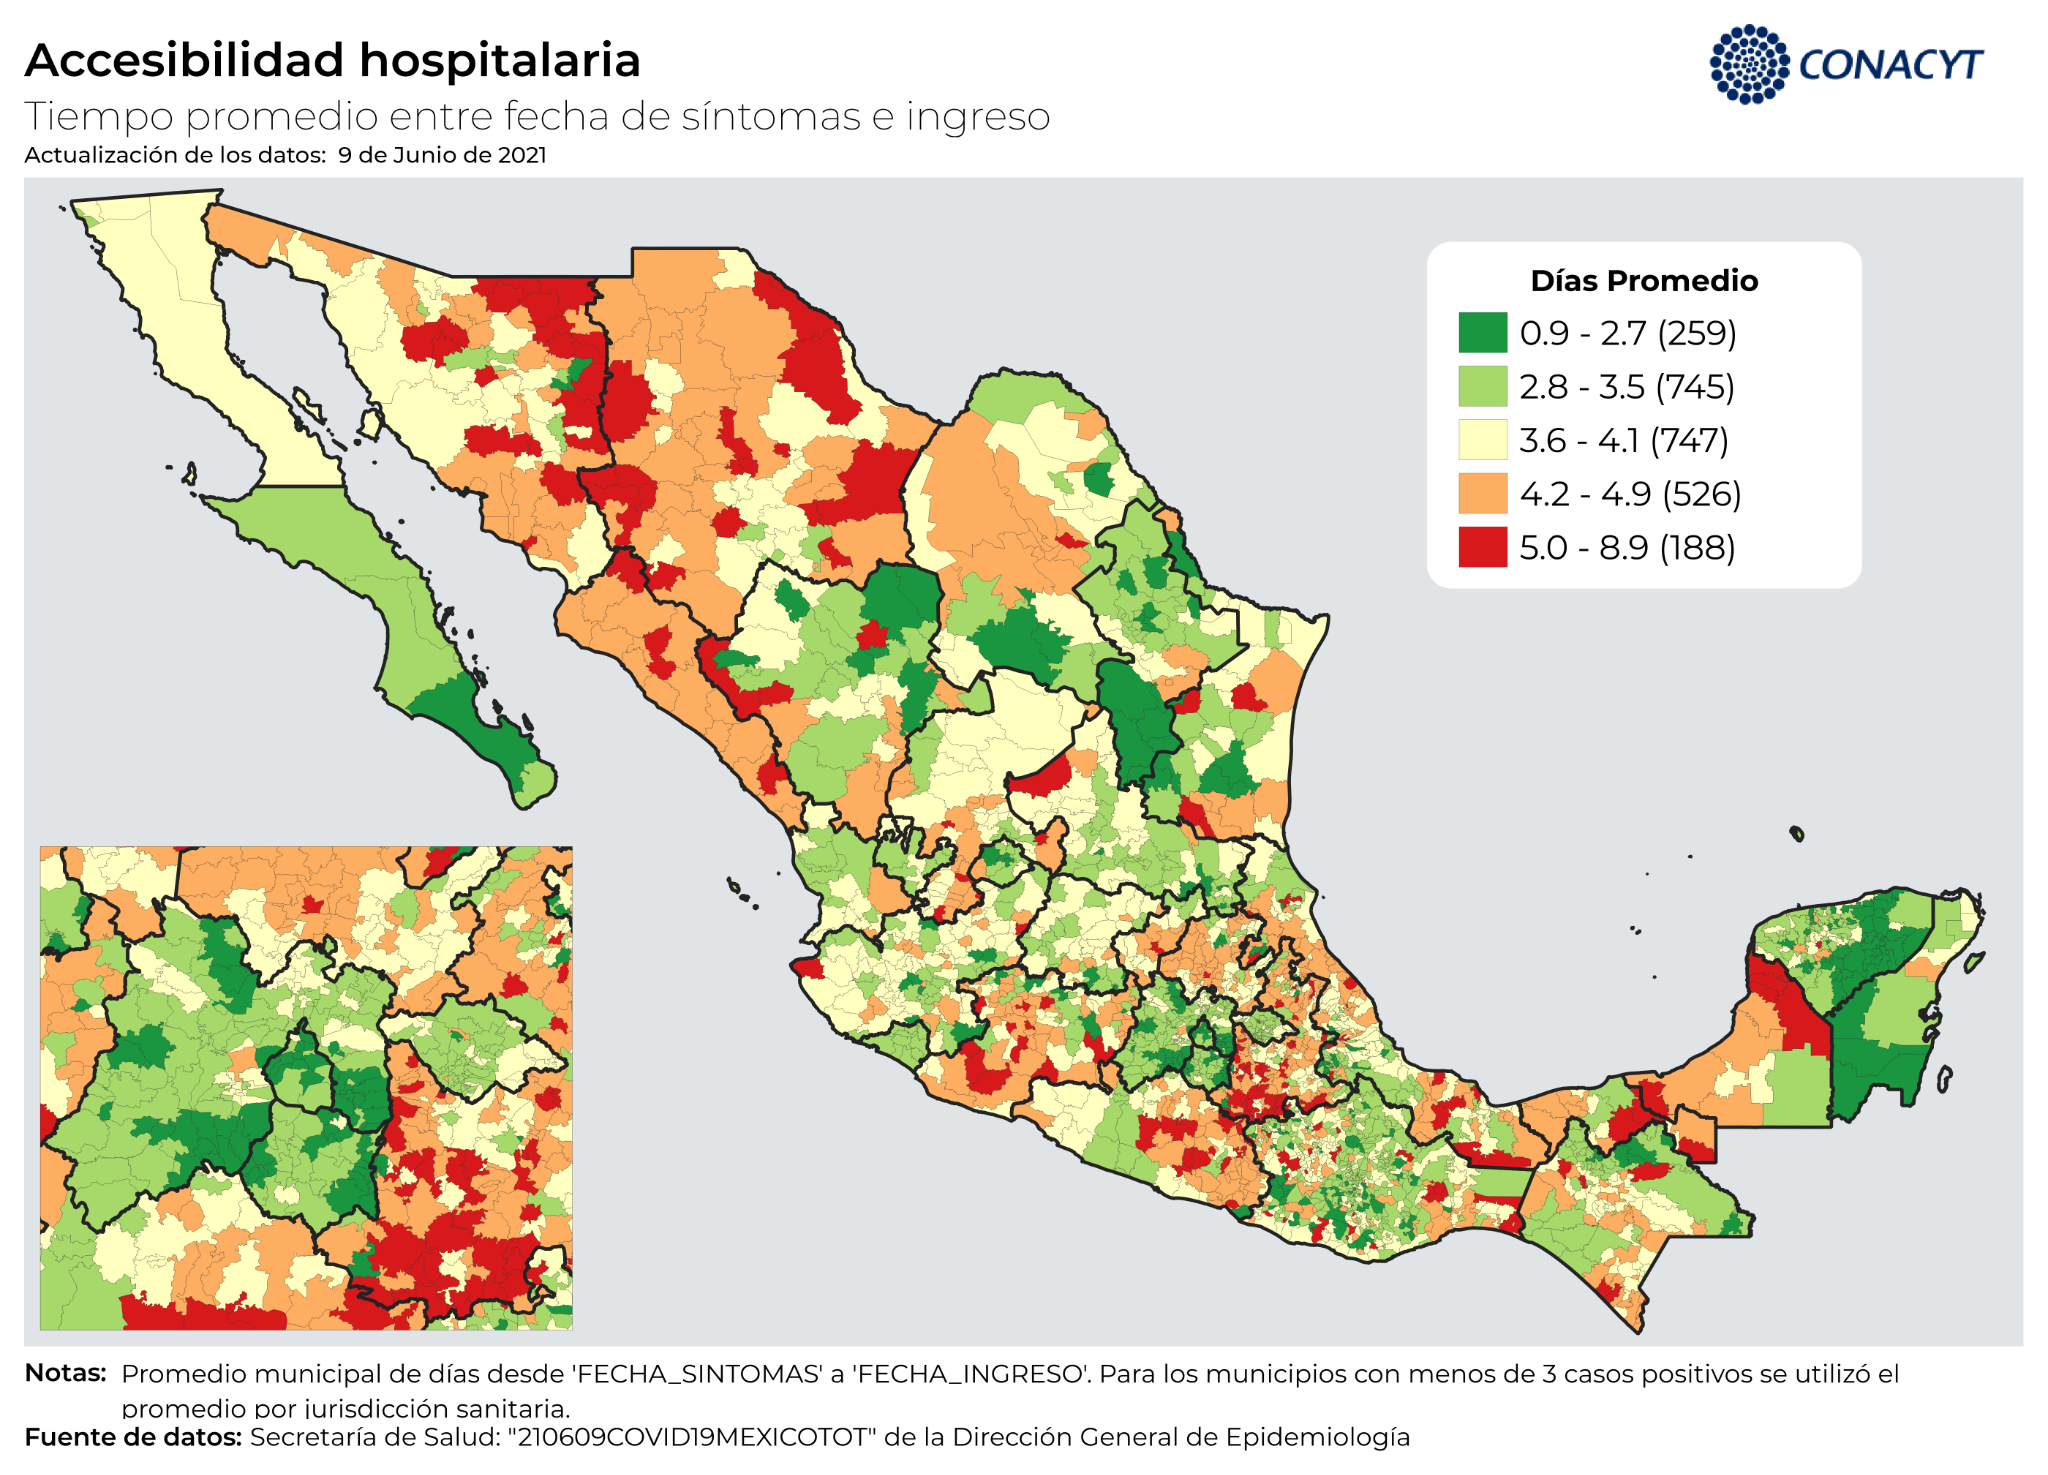 Accesibilidad hospitalaria
CONACYT
Tiempo promedio entre fecha de síntomas e ingreso
Actualización de los datos: 9 de Junio de 2021
Días Promedio
0.9 - 2.7 (259)
2.8 - 3.5 (745)
3.6 - 4.1 (747)
4.2 - 4.9 (526)
5.0 - 8.9 (188)
Notas: Promedio municipal de días desde 'FECHA_SINTOMAS' a 'FECHA_INGRESO'. Para los municipios con menos de 3 casos positivos se utilizó el
promedio por jurisdicción sanitaria.
Fuente de datos: Secretaría de Salud: "210609COVID19MEXICOTOT" de la Dirección General de Epidemiología